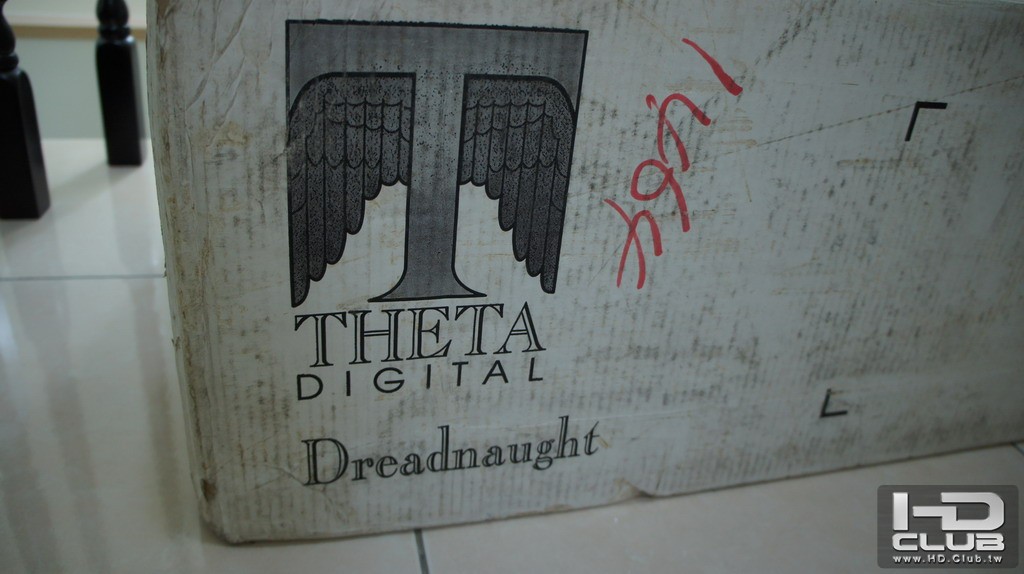 T
THETA
DIGITAL
Dreadnaught
HD
CLUB
www.HD.Club.tw